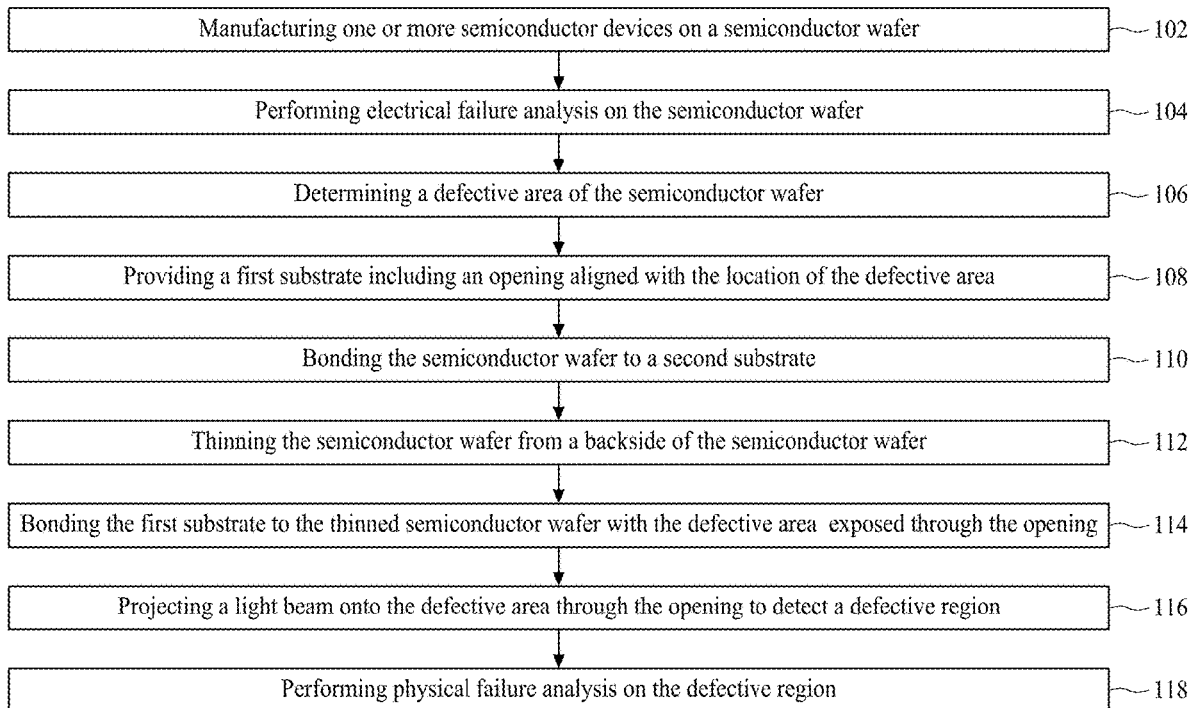 Manufacturing one or more semiconductor devices on a semiconductor wafer 102
Performing electrical failure analysis on the semiconductor wafer 104
Determining a defective area of the semiconductor wafer 106
Providing a first substrate including an opening aligned with the location of the defective area 108
Bonding the semiconductor wafer to a second substrate 110
Thinning the semiconductor wafer from a backside of the semiconductor wafer 112
Bonding the first substrate to the thinned semiconductor wafer with the defective area exposed through the opening 114
Projecting a light beam onto the defective area through the opening to detect a defective region 116
Performing physical failure analysis on the defective region 118